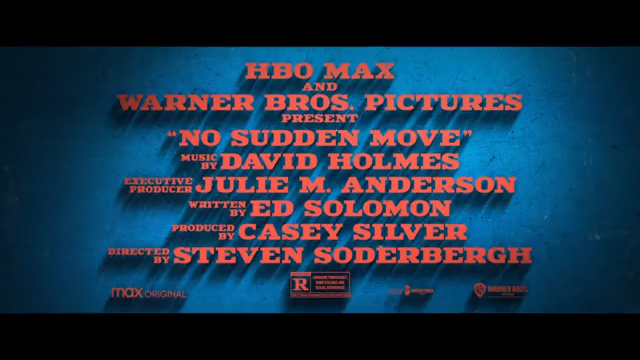 HBO MAX
AND
WARNER BROS. PICTURES
PRESENT
“NO SUDDEN MOVE”
MUSIC BY DAVID HOLMES
EXECUTIVE PRODUCER JULIE M. ANDERSON
WRITTEN BY ED SOLOMON
PRODUCED BY CASEY SILVER
DIRECTED BY STEVEN SODERBERGH
max ORIGINAL
R
WARNER BROS.